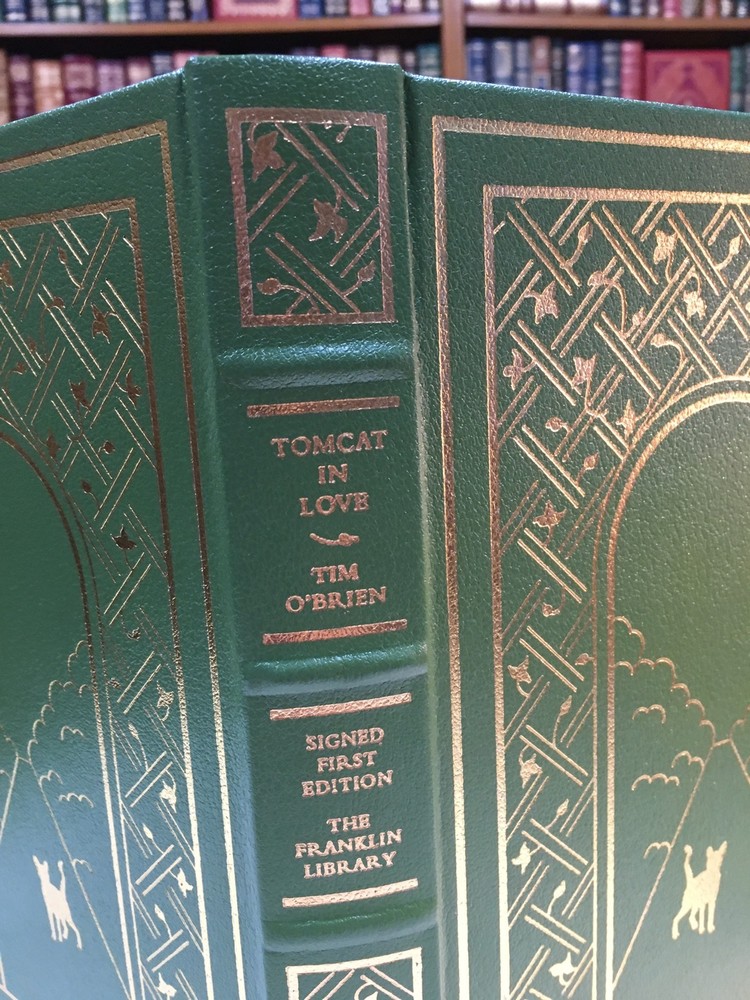 TOMCAT
IN
LOVE
TIM
O'BRIEN
SIGNED
FIRST
EDITION
THE
FRANKLIN
LIBRARY